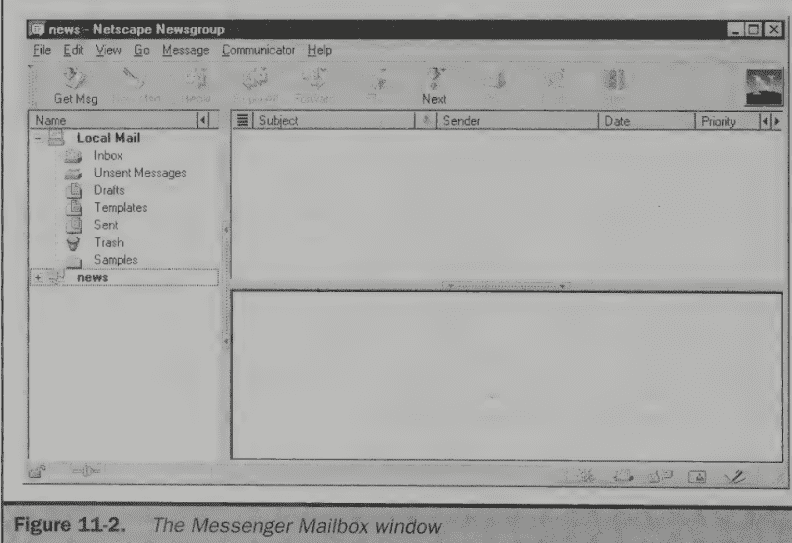 news - Netscape Newsgroup
File Edit View Go Message Communicator Help
Get Msg Next
Name Subject Sender Date Priority
Local Mail
Inbox
Unsent Messages
Drafts
Templates
Sent
Trash
Samples
news
Figure 11-2. The Messenger Mailbox window